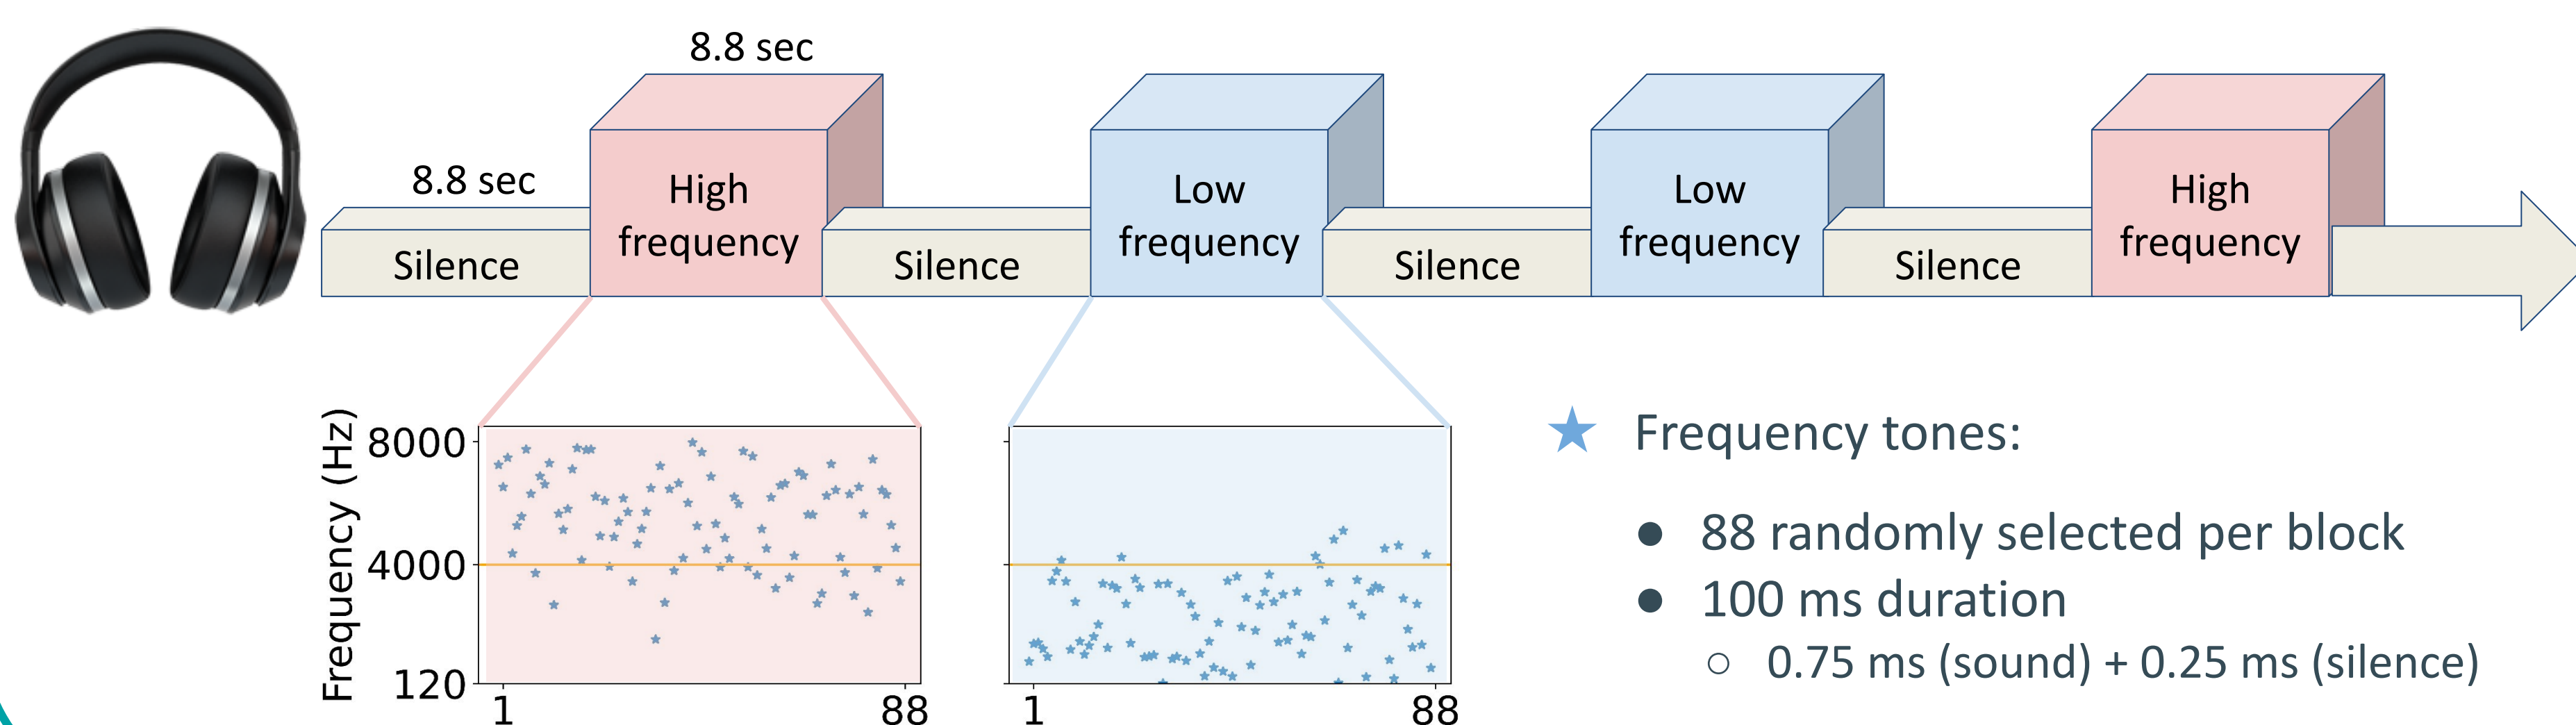 8.8 sec
8.8 sec
Silence
High
frequency
Silence
Low
frequency
Silence
Low
frequency
Silence
High
frequency
Frequency (Hz)
8000
4000
120
1
88
1
88
Frequency tones:
88 randomly selected per block
100 ms duration
0.75 ms (sound) + 0.25 ms (silence)